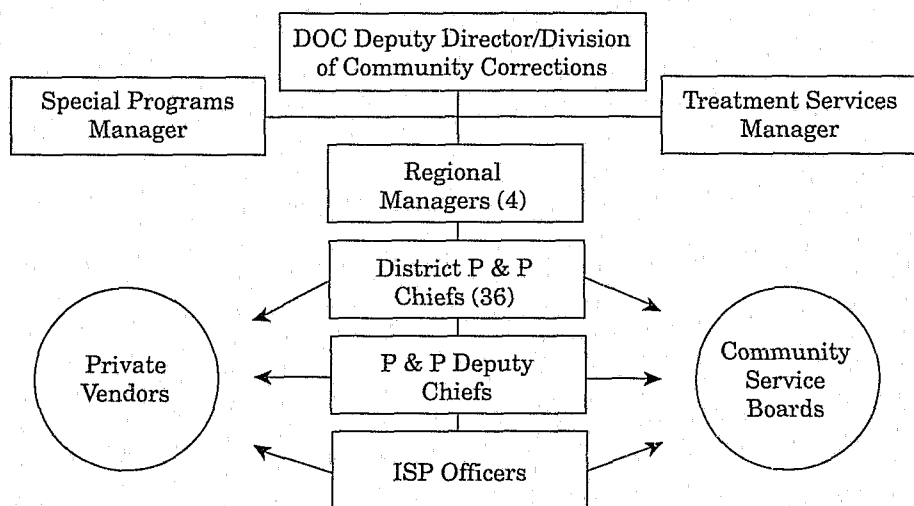 DOC Deputy Director/Division
of Community Corrections
Special Programs
Manager
Treatment Services
Manager
Regional
Managers (4)
District P & P
Chiefs (36)
Private
Vendors
P & P Deputy
Chiefs
Community
Service
Boards
ISP Officers